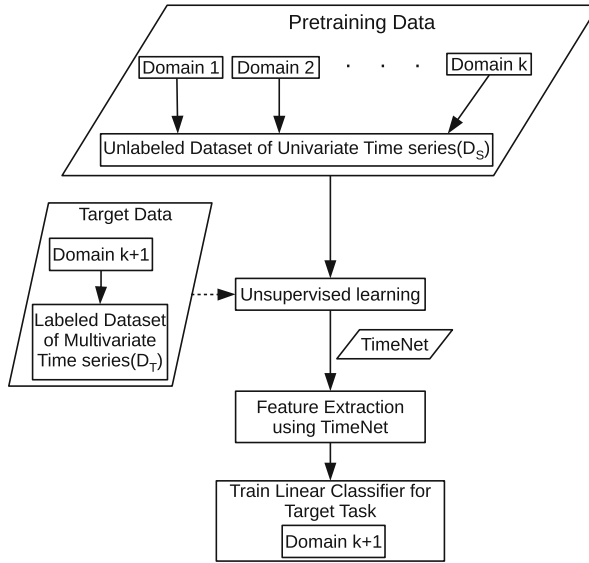 Pretraining Data
Domain 1
Domain 2
. . .
Domain k
Unlabeled Dataset of Univariate Time series(D_S)
Target Data
Domain k+1
Labeled Dataset
of Multivariate
Time series(D_T)
Unsupervised learning
TimeNet
Feature Extraction
using TimeNet
Train Linear Classifier for
Target Task
Domain k+1